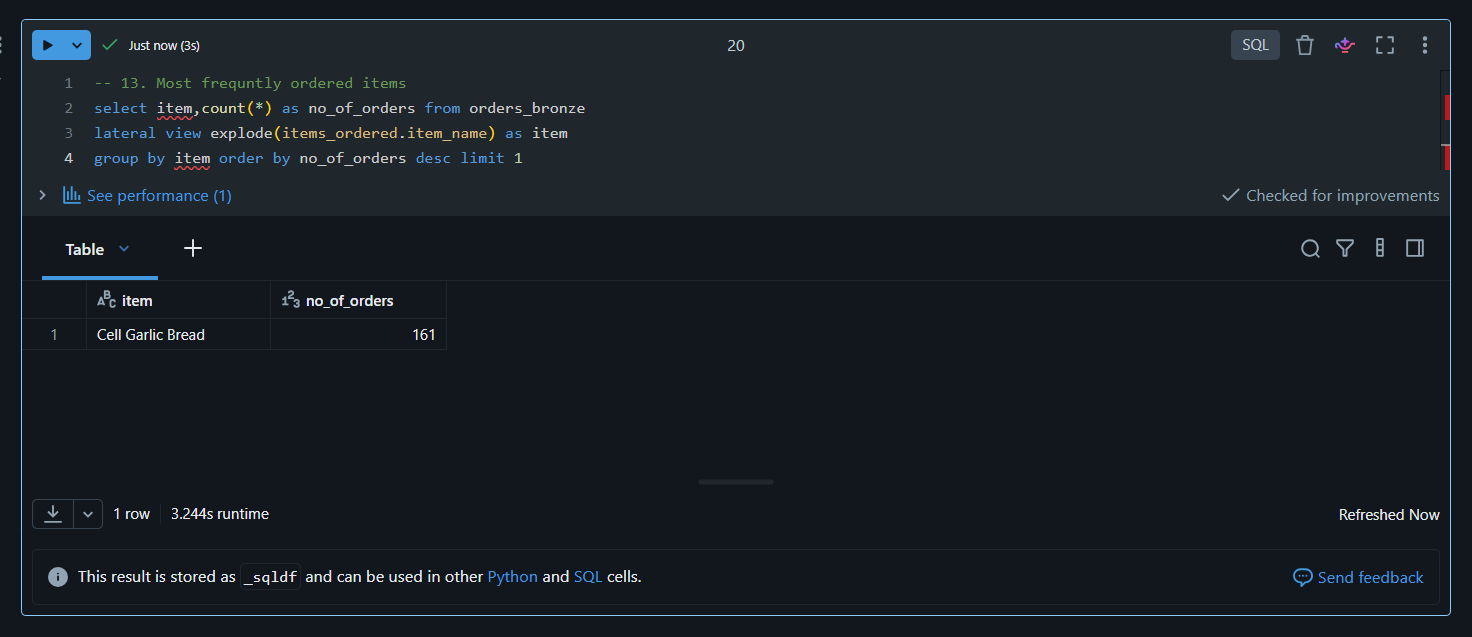 Just now (3s)
20
SQL
1 -- 13. Most frequntly ordered items
2 select item,count(*) as no_of_orders from orders_bronze
3 lateral view explode(items_ordered.item_name) as item
4 group by item order by no_of_orders desc limit 1
See performance (1)
Checked for improvements
Table
ABC item 123 no_of_orders
1 Cell Garlic Bread 161
1 row 3.244s runtime
Refreshed Now
This result is stored as _sqldf and can be used in other Python and SQL cells.
Send feedback